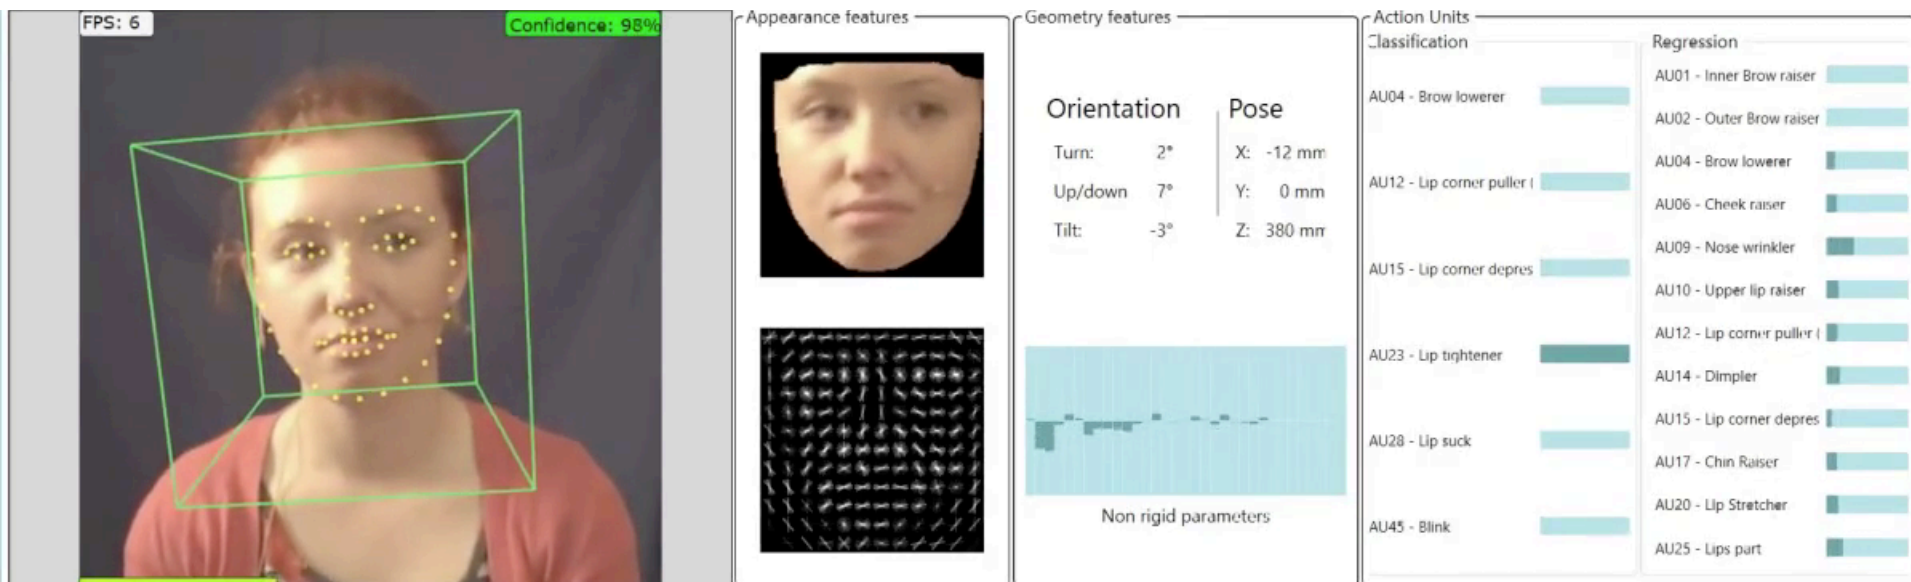 FPS: 6
Confidence: 98%
Appearance features
Geometry features
Orientation
Turn: 2°
Up/down 7°
Tilt: -3°
Pose
X: -12 mm
Y: 0 mm
Z: 380 mm
Non rigid parameters
Action Units
Classification
AU04 - Brow lowerer
AU12 - Lip corner puller (
AU15 - Lip corner depres
AU23 - Lip tightener
AU28 - Lip suck
AU45 - Blink
Regression
AU01 - Inner Brow raiser
AU02 - Outer Brow raiser
AU04 - Brow lowerer
AU06 - Cheek raiser
AU09 - Nose wrinkler
AU10 - Upper lip raiser
AU12 - Lip corner puller (
AU14 - Dimpler
AU15 - Lip corner depres
AU17 - Chin Raiser
AU20 - Lip Stretcher
AU25 - Lips part